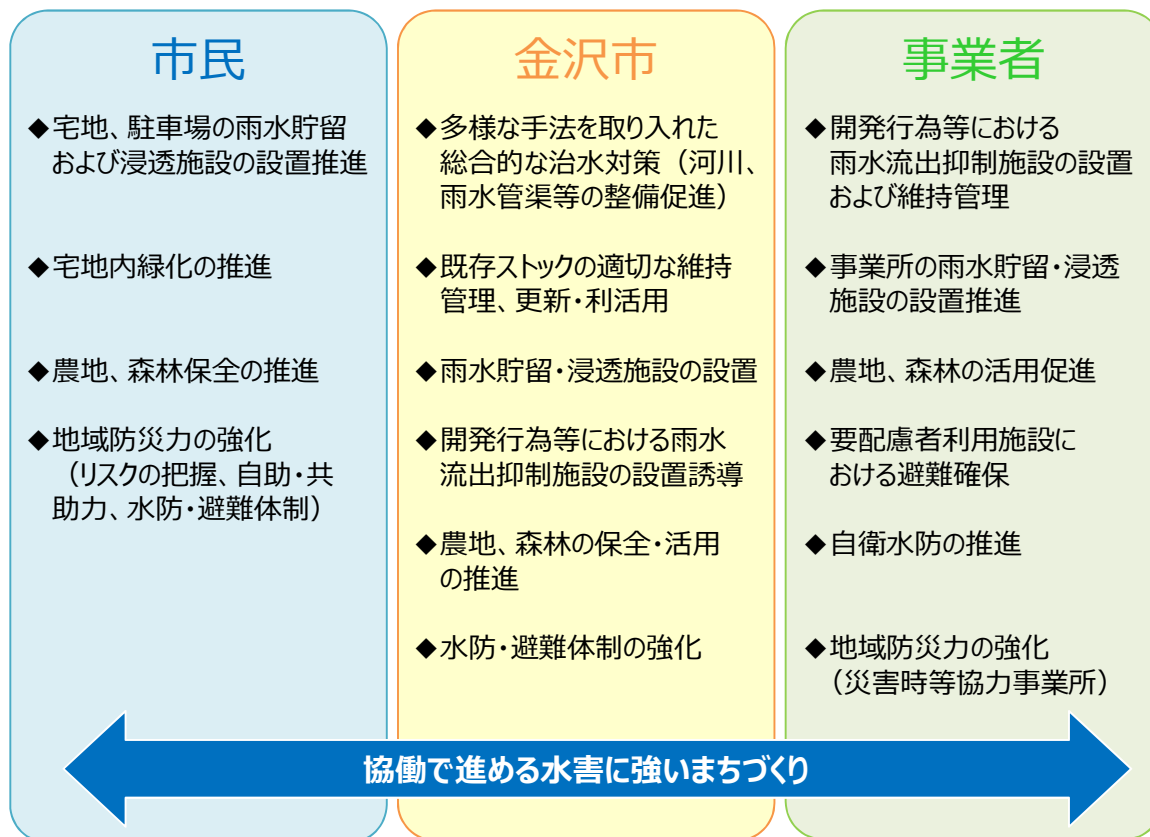 市民
◆宅地、駐車場の雨水貯留
および浸透施設の設置推進
◆宅地内緑化の推進
◆農地、森林保全の推進
◆地域防災力の強化
（リスクの把握、自助・共
助力、水防・避難体制）
金沢市
◆多様な手法を取り入れた
総合的な治水対策（河川、
雨水管渠等の整備促進）
◆既存ストックの適切な維持
管理、更新・利活用
◆雨水貯留・浸透施設の設置
◆開発行為等における雨水
流出抑制施設の設置誘導
◆農地、森林の保全・活用
の推進
◆水防・避難体制の強化
事業者
◆開発行為等における
雨水流出抑制施設の設置
および維持管理
◆事業所の雨水貯留・浸透
施設の設置推進
◆農地、森林の活用促進
◆要配慮者利用施設に
おける避難確保
◆自衛水防の推進
◆地域防災力の強化
（災害時等協力事業所）
協働で進める水害に強いまちづくり